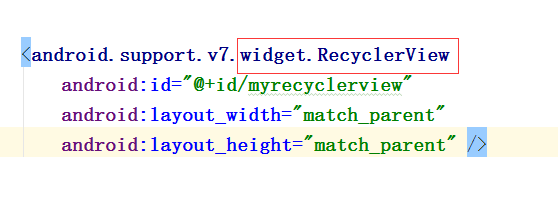 <android.support.v7.widget.RecyclerView
android:id="@+id/myrecyclerview"
android:layout_width="match_parent"
android:layout_height="match_parent" />